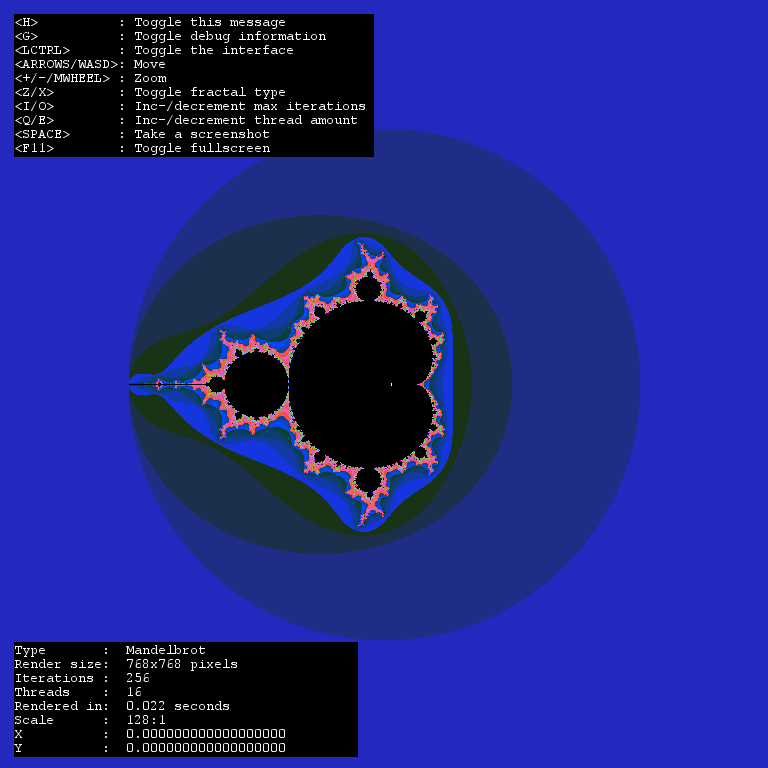 <H>          : Toggle this message
<G>          : Toggle debug information
<LCTRL>      : Toggle the interface
<ARROWS/WASD>: Move
<+/-/MWHEEL> : Zoom
<Z/X>        : Toggle fractal type
<I/O>        : Inc-/decrement max iterations
<Q/E>        : Inc-/decrement thread amount
<SPACE>      : Take a screenshot
<F11>        : Toggle fullscreen
Type       :  Mandelbrot
Render size:  768x768 pixels
Iterations :  256
Threads    :  16
Rendered in:  0.022 seconds
Scale      :  128:1
X          :  0.000000000000000000
Y          :  0.000000000000000000